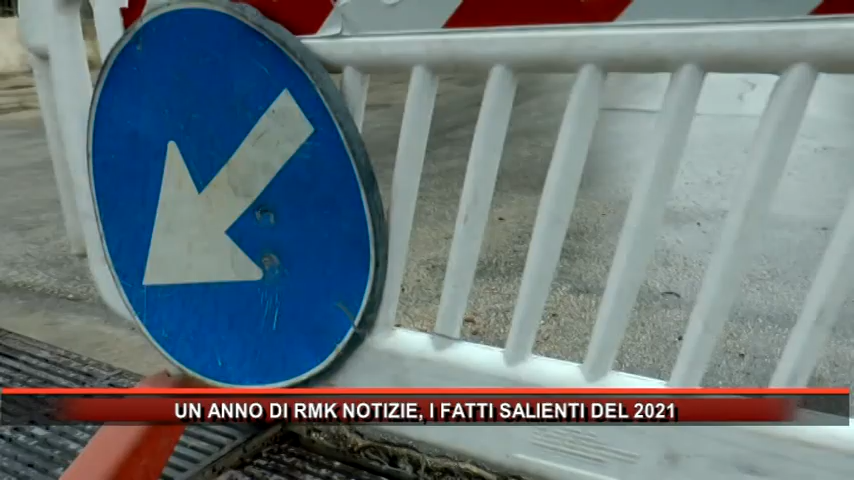 UN ANNO DI RMK NOTIZIE, I FATTI SALIENTI DEL 2021